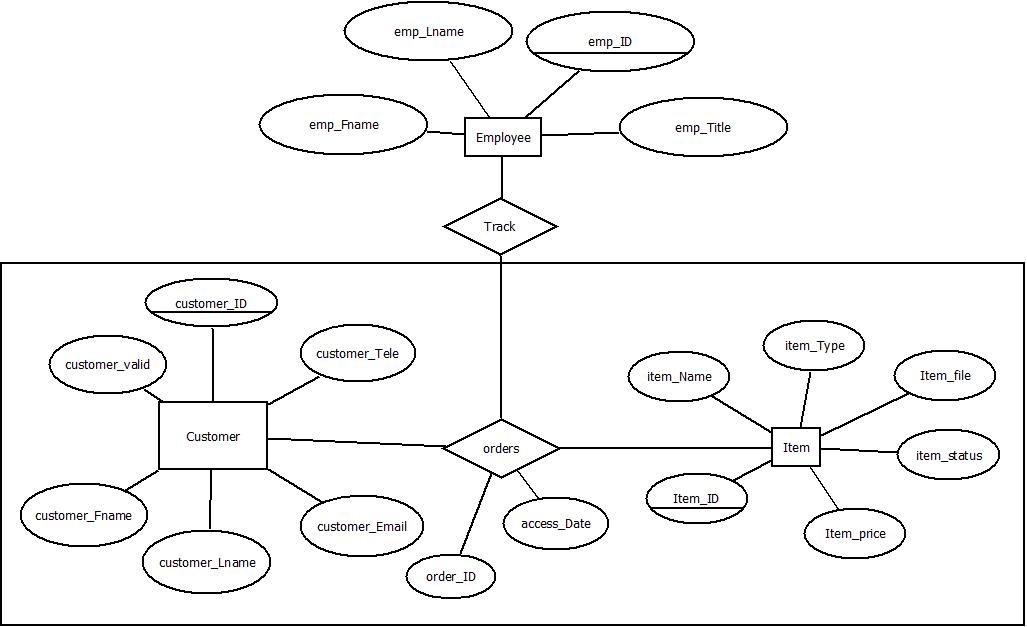 emp_Lname
emp_ID
emp_Fname
emp_Title
Employee
Track
customer_ID
customer_valid
customer_Tele
item_Name
item_Type
Item_file
Customer
orders
Item
item_status
Item_ID
customer_Fname
customer_Email
access_Date
Item_price
customer_Lname
order_ID